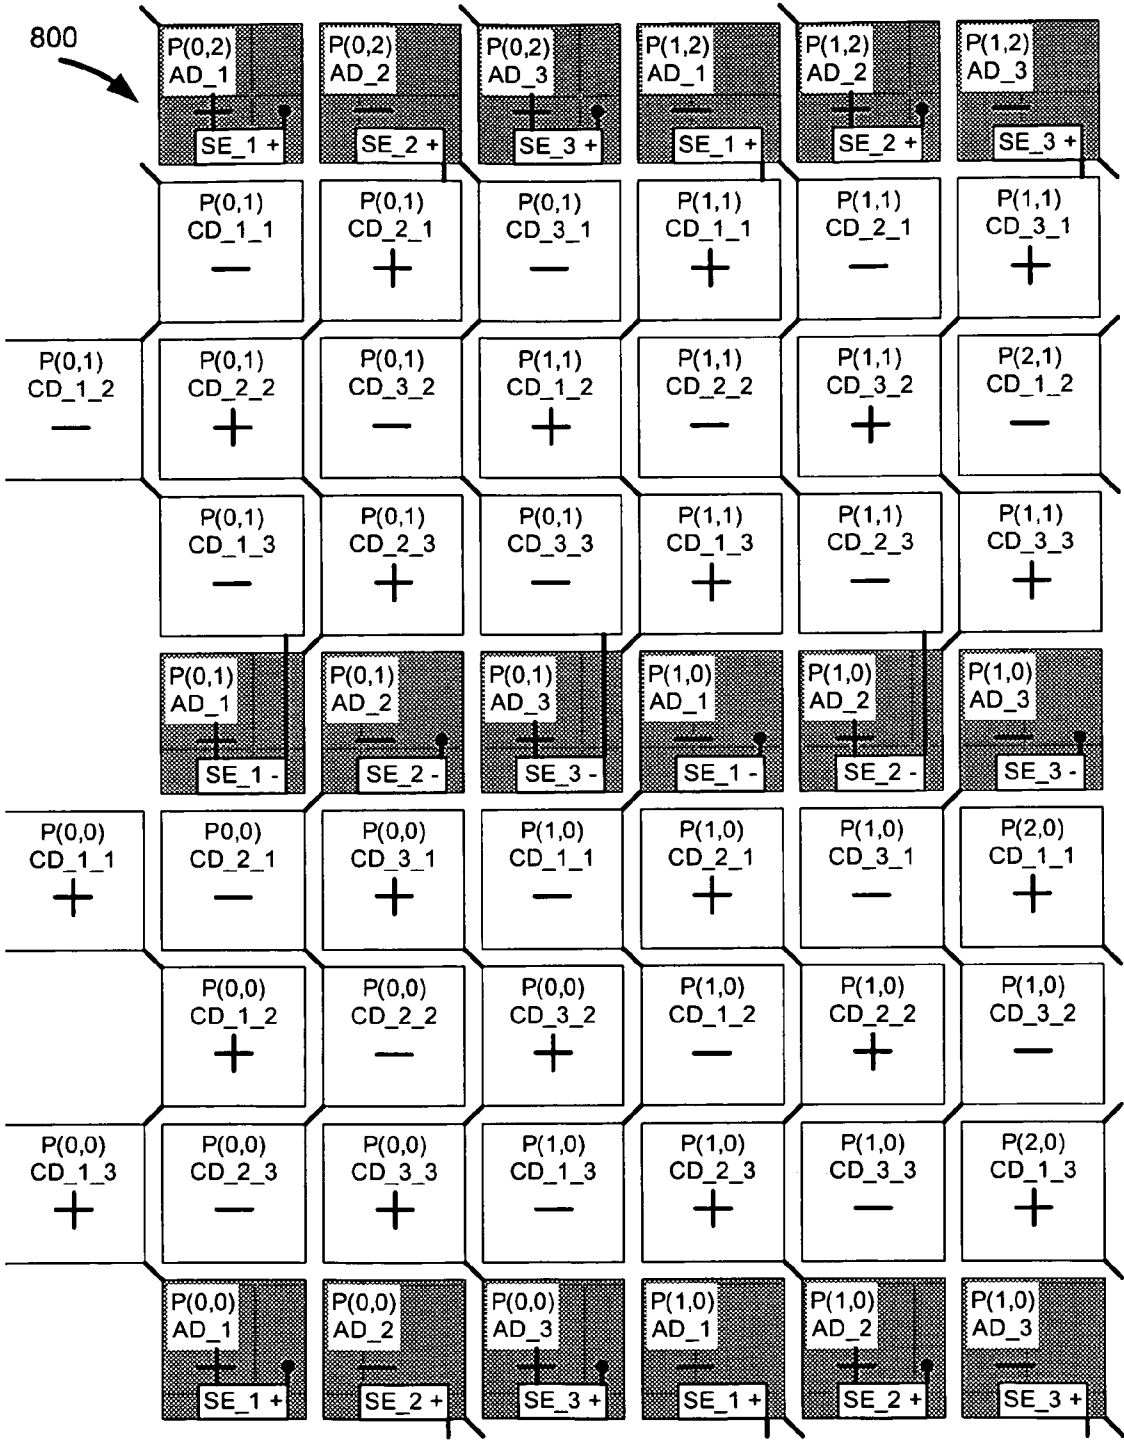 800
P(0,2) P(0,2) P(0,2) P(1,2) P(1,2) P(1,2)
AD_1 AD_2 AD_3 AD_1 AD_2 AD_3
+ − + − + −
SE_1 + SE_2 + SE_3 + SE_1 + SE_2 + SE_3 +
P(0,1) P(0,1) P(0,1) P(1,1) P(1,1) P(1,1)
CD_1_1 CD_2_1 CD_3_1 CD_1_1 CD_2_1 CD_3_1
− + − + − +
P(0,1) P(0,1) P(0,1) P(1,1) P(1,1) P(1,1) P(2,1)
CD_1_2 CD_2_2 CD_3_2 CD_1_2 CD_2_2 CD_3_2 CD_1_2
− + − + − + −
P(0,1) P(0,1) P(0,1) P(1,1) P(1,1) P(1,1)
CD_1_3 CD_2_3 CD_3_3 CD_1_3 CD_2_3 CD_3_3
− + − + − +
P(0,1) P(0,1) P(0,1) P(1,0) P(1,0) P(1,0)
AD_1 AD_2 AD_3 AD_1 AD_2 AD_3
+ − + − + −
SE_1 - SE_2 - SE_3 - SE_1 - SE_2 - SE_3 -
P(0,0) P0,0) P(0,0) P(1,0) P(1,0) P(1,0) P(2,0)
CD_1_1 CD_2_1 CD_3_1 CD_1_1 CD_2_1 CD_3_1 CD_1_1
+ − + − + − +
P(0,0) P(0,0) P(0,0) P(1,0) P(1,0) P(1,0)
CD_1_2 CD_2_2 CD_3_2 CD_1_2 CD_2_2 CD_3_2
+ − + − + −
P(0,0) P(0,0) P(0,0) P(1,0) P(1,0) P(1,0) P(2,0)
CD_1_3 CD_2_3 CD_3_3 CD_1_3 CD_2_3 CD_3_3 CD_1_3
+ − + − + − +
P(0,0) P(0,0) P(0,0) P(1,0) P(1,0) P(1,0)
AD_1 AD_2 AD_3 AD_1 AD_2 AD_3
+ − + − + −
SE_1 + SE_2 + SE_3 + SE_1 + SE_2 + SE_3 +